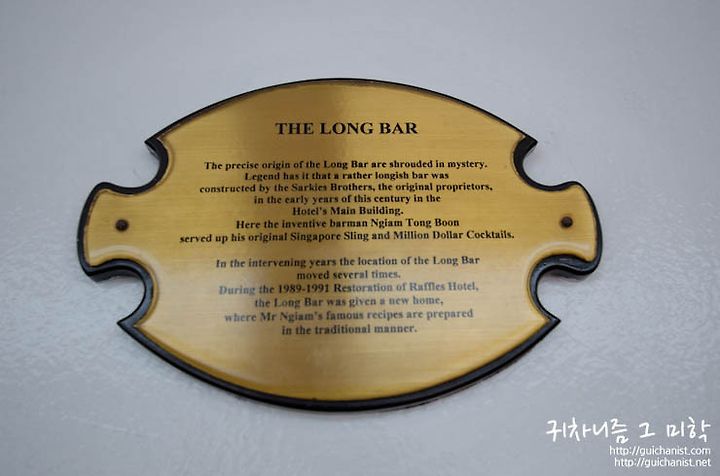 THE LONG BAR
The precise origin of the Long Bar are shrouded in mystery.
Legend has it that a rather longish bar was
constructed by the Sarkies Brothers, the original proprietors,
in the early years of this century in the
Hotel's Main Building.
Here the inventive barman Ngiam Tong Boon
served up his original Singapore Sling and Million Dollar Cocktails.
In the intervening years the location of the Long Bar
moved several times.
During the 1989-1991 Restoration of Raffles Hotel,
the Long Bar was given a new home,
where Mr Ngiam's famous recipes are prepared
in the traditional manner.
귀차니즘 그 미학
http://guichanist.com
http://guichanist.net